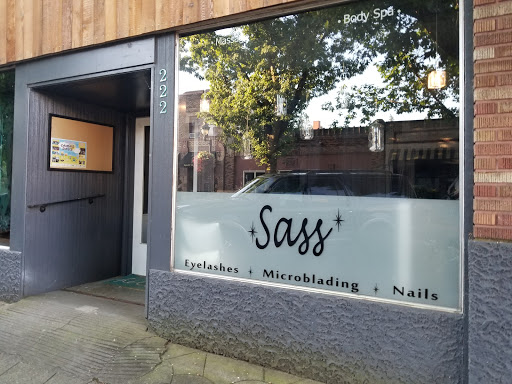 • Body Spa
222
Sass
Eyelashes + Microblading + Nails